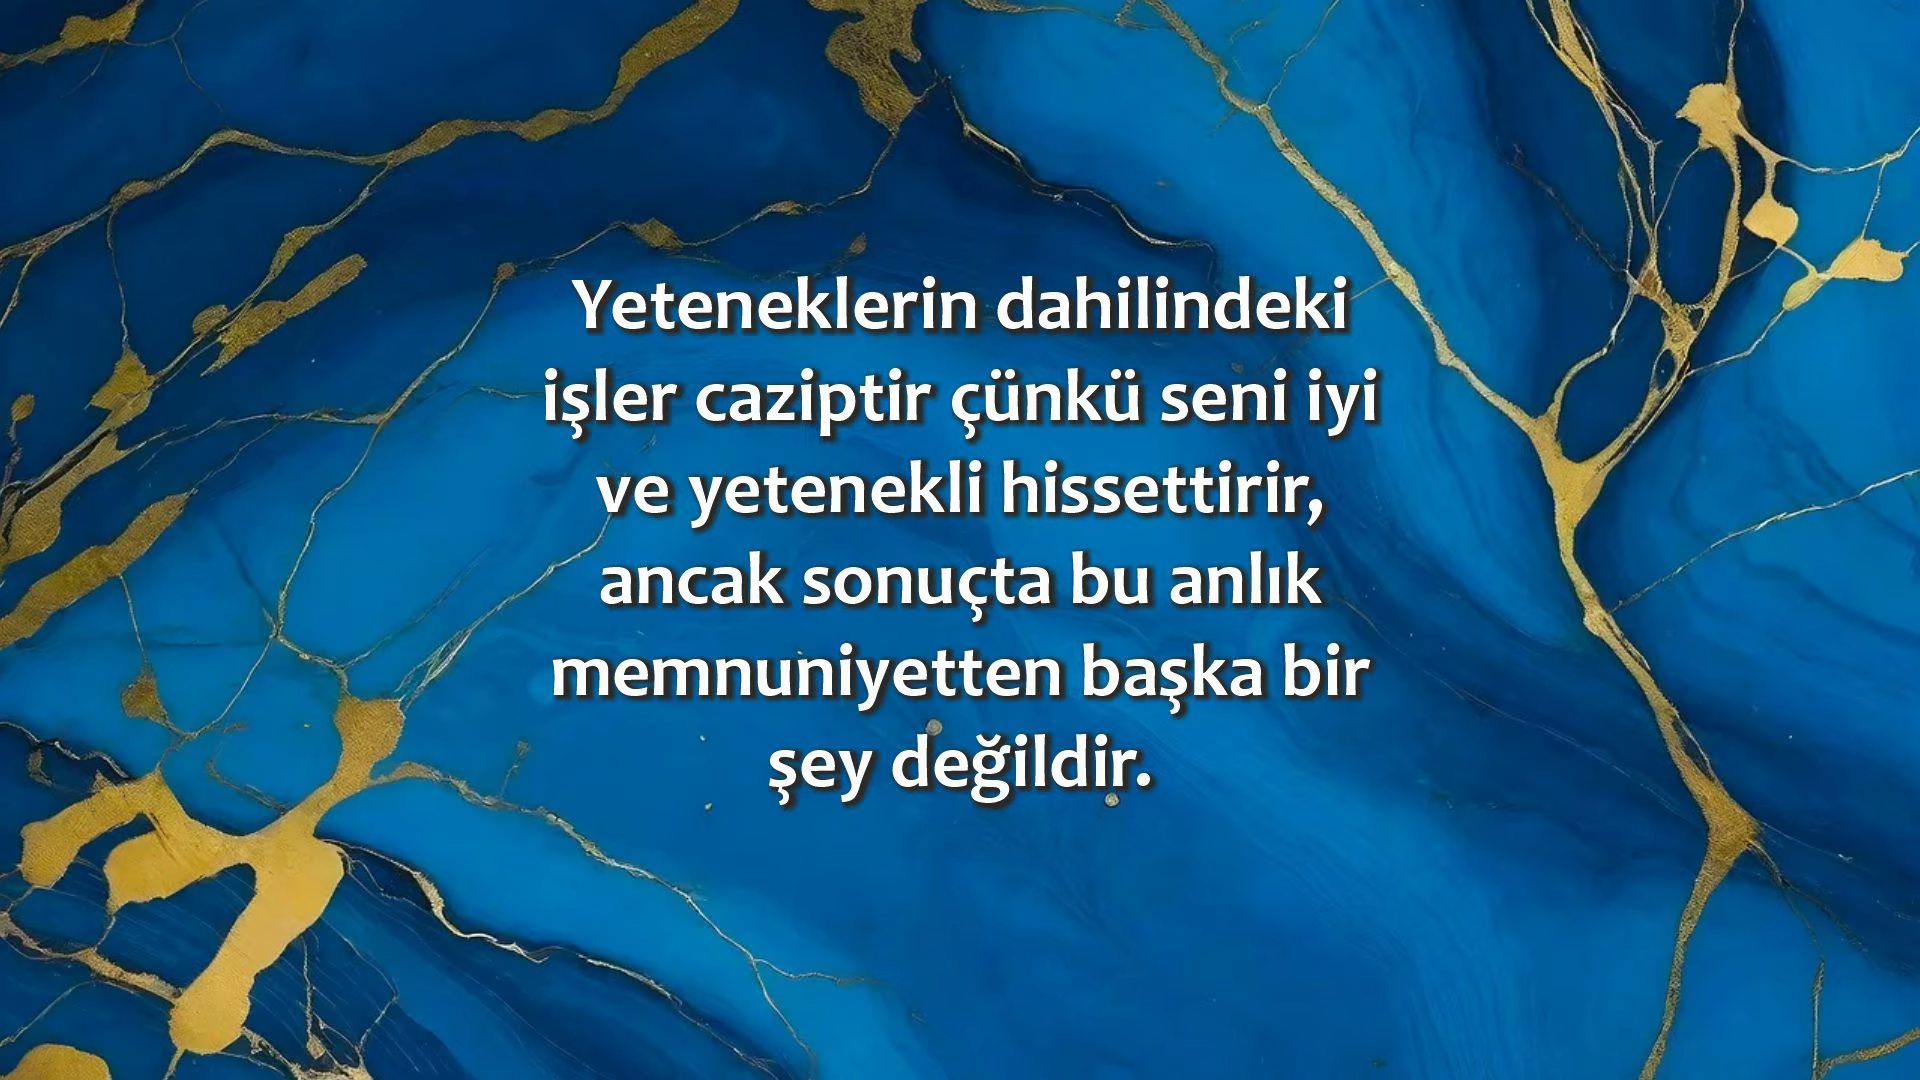 Yeteneklerin dahilindeki
işler caziptir çünkü seni iyi
ve yetenekli hissettirir,
ancak sonuçta bu anlık
memnuniyetten başka bir
şey değildir.